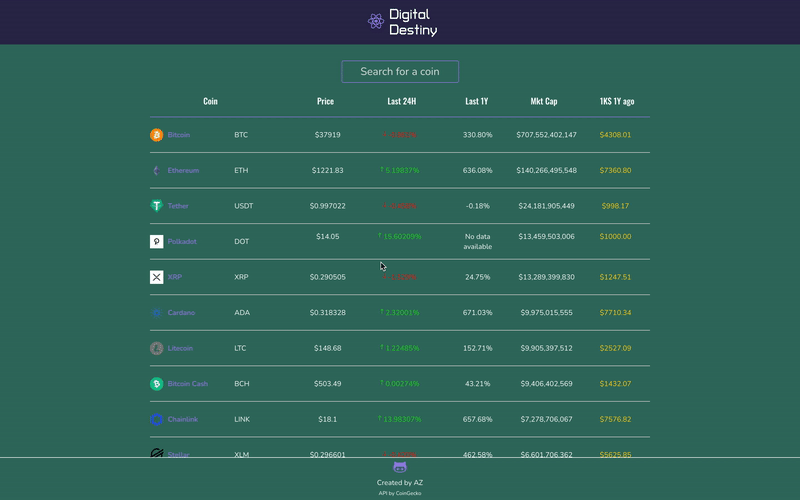 Digital
Destiny
Search for a coin
Coin Price Last 24H Last 1Y Mkt Cap 1K$ 1Y ago
Bitcoin BTC $37919 330.80% $707,552,402,147 $4308.01
Ethereum ETH $1221.83 ↑ 5.19837% 636.08% $140,266,495,548 $7360.80
Tether USDT $0.997022 -0.18% $24,181,905,449 $998.17
Polkadot DOT $14.05 ↑ 15.60209% No data available $13,459,503,006 $1000.00
XRP XRP $0.290505 24.75% $13,289,399,830 $1247.51
Cardano ADA $0.318328 ↑ 2.32001% 671.03% $9,975,015,555 $7710.34
Litecoin LTC $148.68 ↑ 1.22485% 152.71% $9,905,397,512 $2527.09
Bitcoin Cash BCH $503.49 ↑ 0.00274% 43.21% $9,406,402,569 $1432.07
Chainlink LINK $18.1 ↑ 13.98307% 657.68% $7,278,706,067 $7576.82
Stellar XLM $0.296601 462.58% $6,601,706,362 $5625.85
Created by AZ
API by CoinGecko